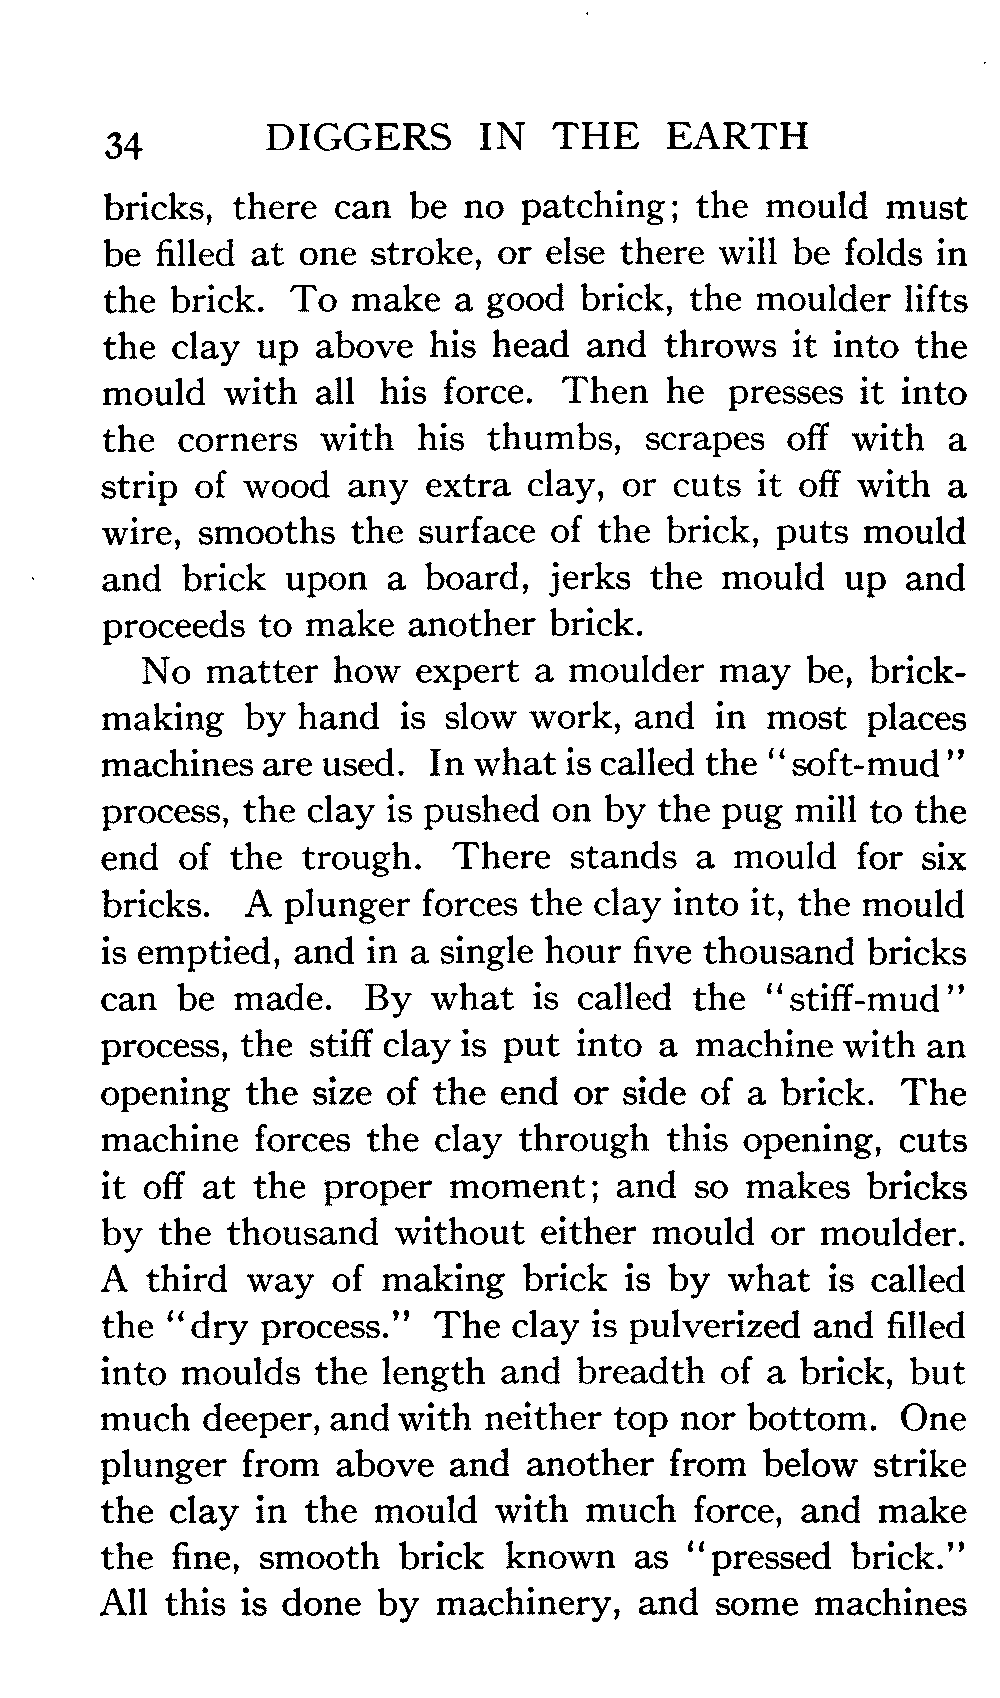 34 DIGGERS IN THE EARTH
bricks, there can be no patching; the mould must
be filled at one stroke, or else there will be folds in
the brick. To make a good brick, the moulder lifts
the clay up above his head and throws it into the
mould with all his force. Then he presses it into
the corners with his thumbs, scrapes off with a
strip of wood any extra clay, or cuts it off with a
wire, smooths the surface of the brick, puts mould
and brick upon a board, jerks the mould up and
proceeds to make another brick.
No matter how expert a moulder may be, brick-
making by hand is slow work, and in most places
machines are used. In what is called the "soft-mud"
process, the clay is pushed on by the pug mill to the
end of the trough. There stands a mould for six
bricks. A plunger forces the clay into it, the mould
is emptied, and in a single hour five thousand bricks
can be made. By what is called the "stiff-mud"
process, the stiff clay is put into a machine with an
opening the size of the end or side of a brick. The
machine forces the clay through this opening, cuts
it off at the proper moment; and so makes bricks
by the thousand without either mould or moulder.
A third way of making brick is by what is called
the "dry process." The clay is pulverized and filled
into moulds the length and breadth of a brick, but
much deeper, and with neither top nor bottom. One
plunger from above and another from below strike
the clay in the mould with much force, and make
the fine, smooth brick known as "pressed brick."
All this is done by machinery, and some machines